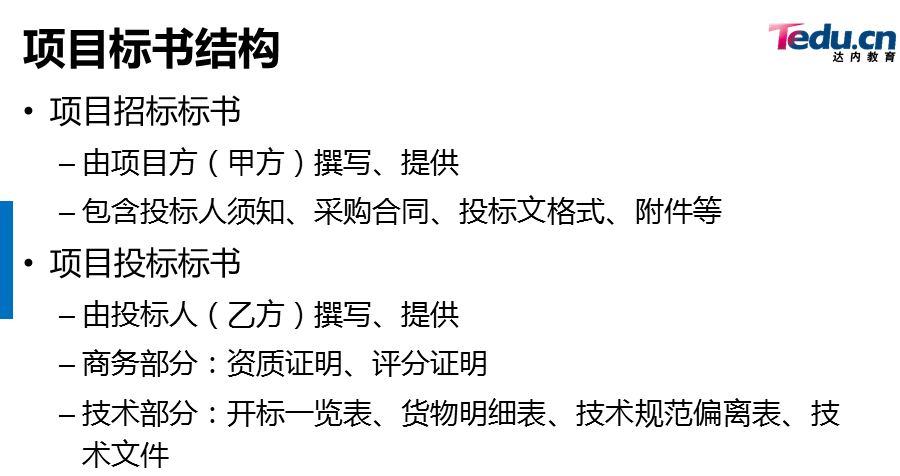 项目标书结构
Tedu.cn
达内教育
• 项目招标标书
– 由项目方（甲方）撰写、提供
– 包含投标人须知、采购合同、投标文格式、附件等
• 项目投标标书
– 由投标人（乙方）撰写、提供
– 商务部分：资质证明、评分证明
– 技术部分：开标一览表、货物明细表、技术规范偏离表、技
术文件